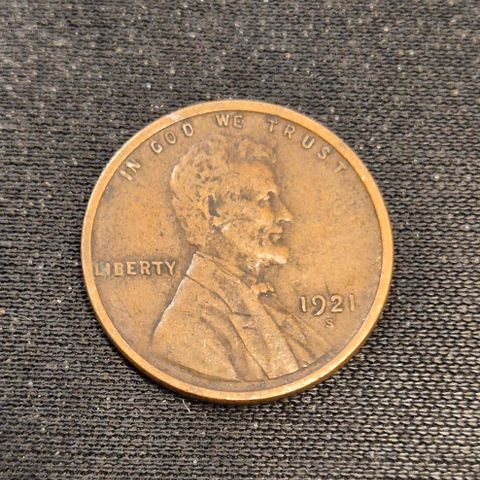 IN GOD WE TRUST
LIBERTY
1921
S